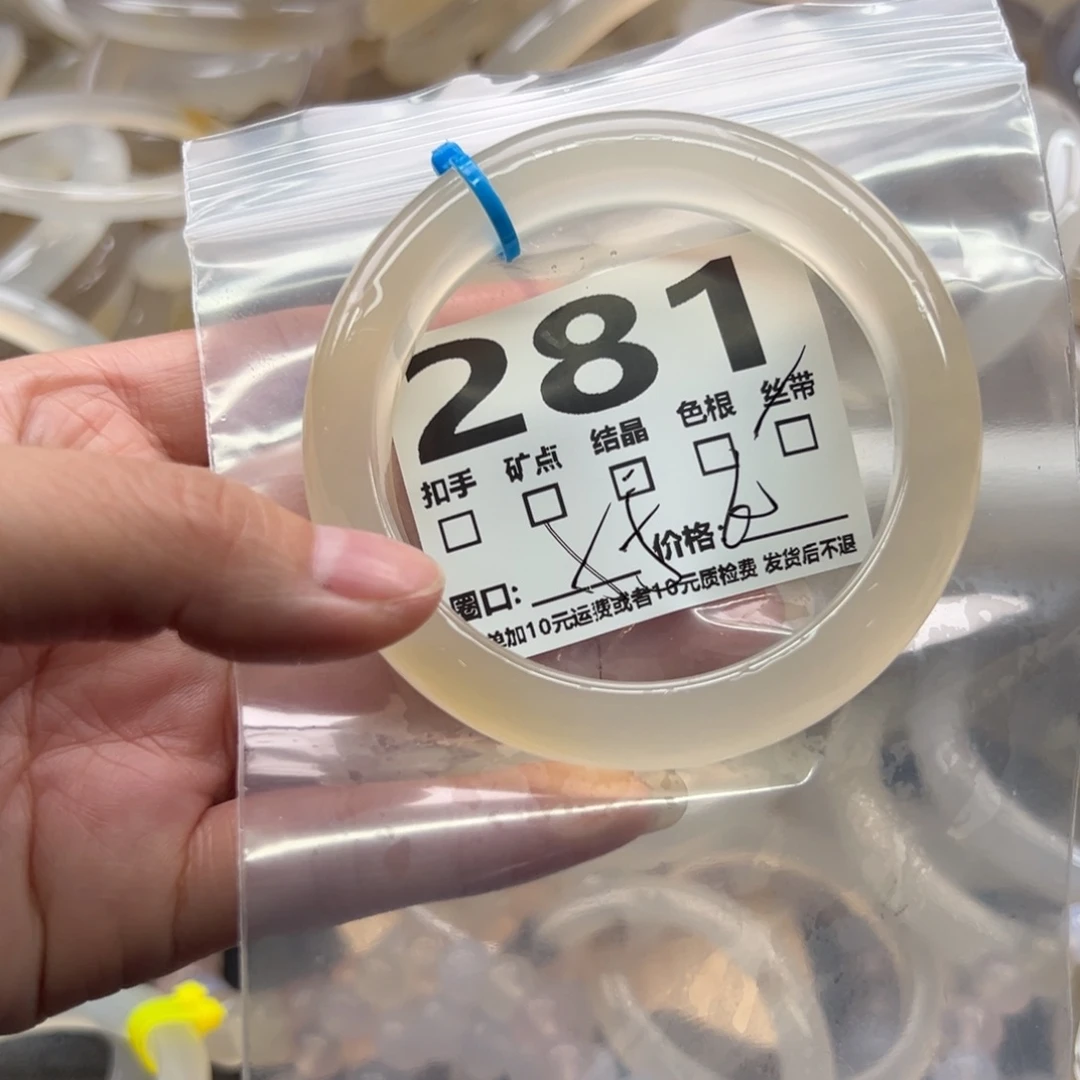 281
扣手 矿点 结晶 色根 丝带
圈口: 价格:
单加10元运费或者10元质检费 发货后不退